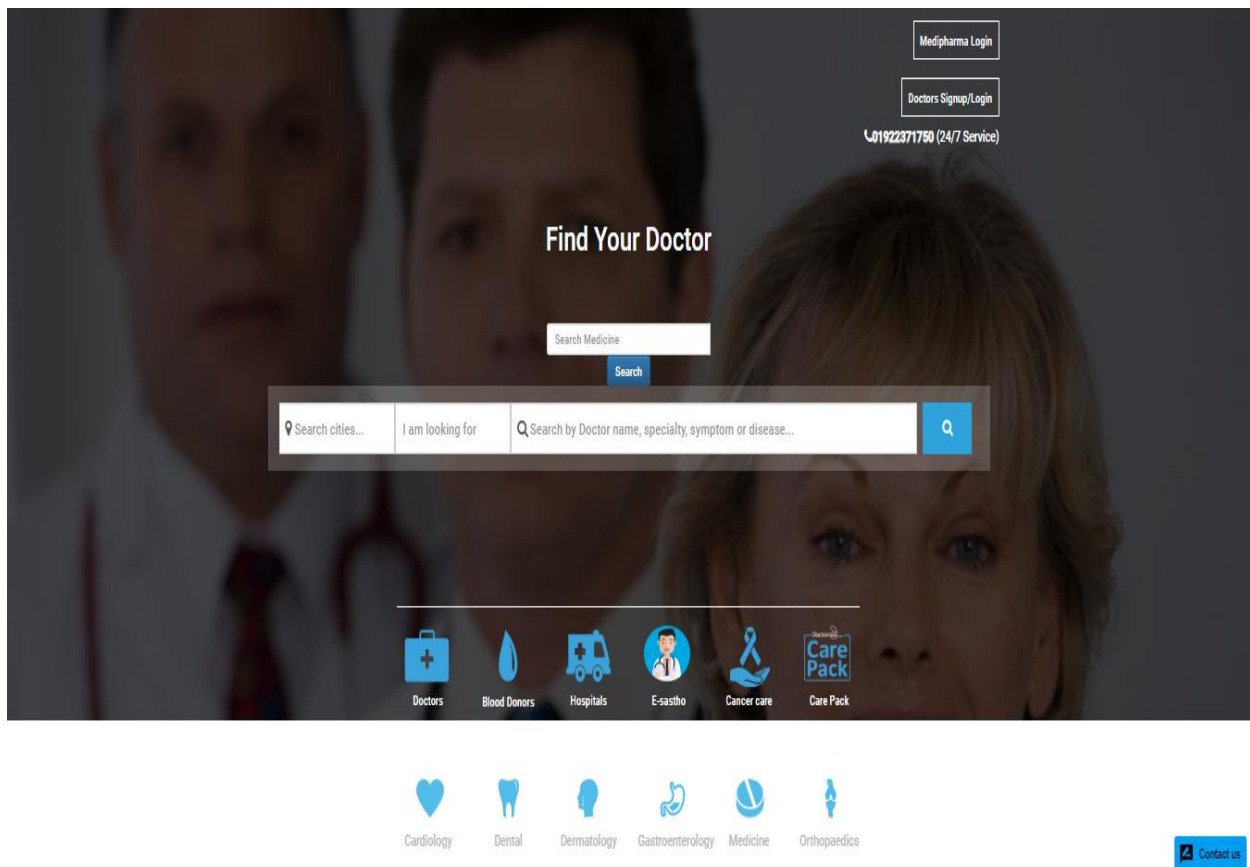 Medipharma Login
Doctors Signup/Login
01922371750 (24/7 Service)
Find Your Doctor
Search Medicine
Search
Search cities... I am looking for Search by Doctor name, specialty, symptom or disease...
Care
Pack
Doctors Blood Donors Hospitals E-sastho Cancer care Care Pack
Cardiology Dental Dermatology Gastroenterology Medicine Orthopaedics
Contact us